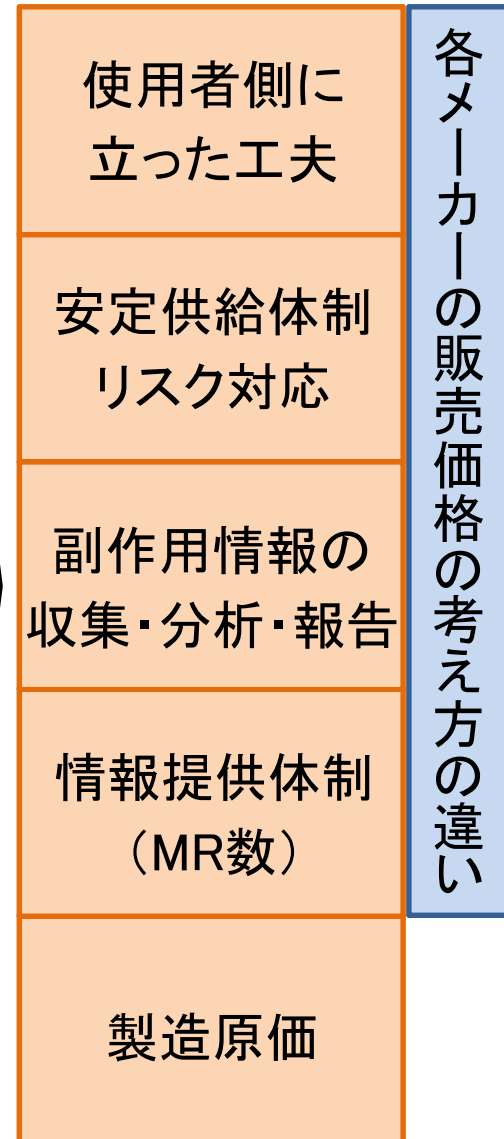 使用者側に
立った工夫
安定供給体制
リスク対応
副作用情報の
収集・分析・報告
情報提供体制
（MR数）
製造原価
各メーカーの販売価格の考え方の違い